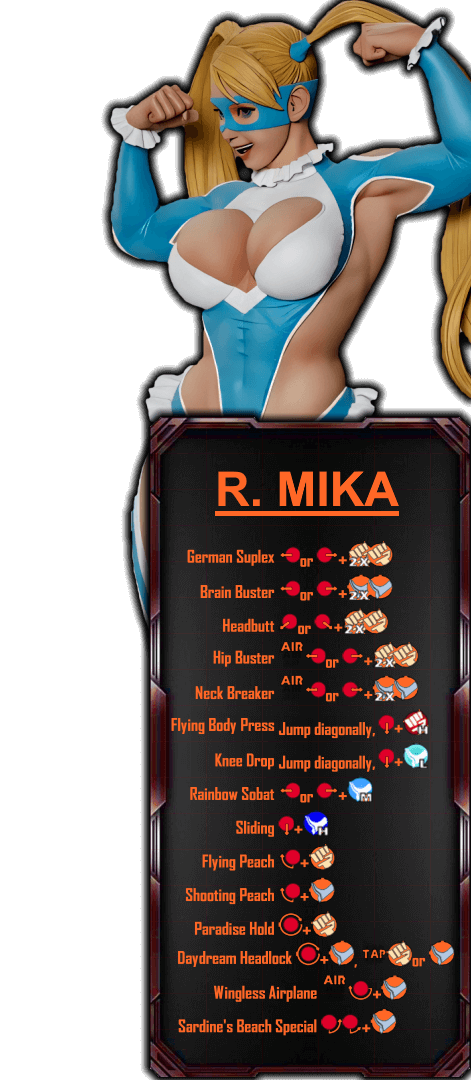 R. MIKA
German Suplex or + 2X
Brain Buster or + 2X
Headbutt or + 2X
Hip Buster AIR or + 2X
Neck Breaker AIR or + 2X
Flying Body Press Jump diagonally, + H
Knee Drop Jump diagonally, + L
Rainbow Sobat or + M
Sliding + H
Flying Peach +
Shooting Peach +
Paradise Hold +
Daydream Headlock + , TAP or
Wingless Airplane AIR +
Sardine's Beach Special +